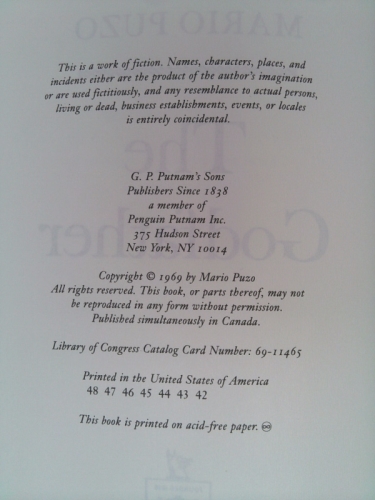 MARIO PUZO
This is a work of fiction. Names, characters, places, and
incidents either are the product of the author's imagination
or are used fictitiously, and any resemblance to actual persons,
living or dead, business establishments, events, or locales
is entirely coincidental.
The
Godfather
G. P. Putnam's Sons
Publishers Since 1838
a member of
Penguin Putnam Inc.
375 Hudson Street
New York, NY 10014
Copyright © 1969 by Mario Puzo
All rights reserved. This book, or parts thereof, may not
be reproduced in any form without permission.
Published simultaneously in Canada.
Library of Congress Catalog Card Number: 69-11465
Printed in the United States of America
48 47 46 45 44 43 42
This book is printed on acid-free paper. ♾